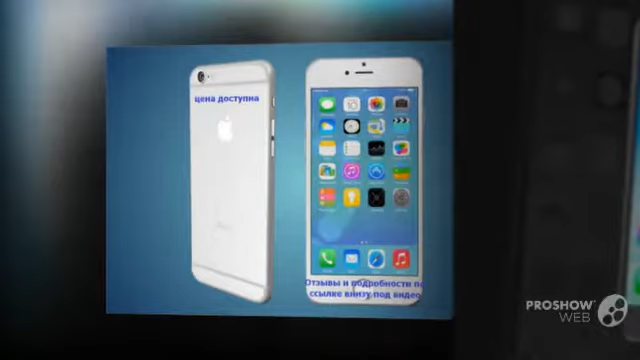 цена доступна
Отзывы и подробности по
ссылке внизу под видео
PROSHOW
WEB